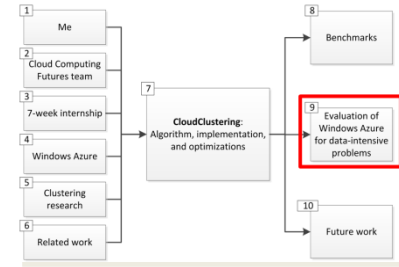 1
Me
2
Cloud Computing
Futures team
3
7-week internship
4
Windows Azure
5
Clustering
research
6
Related work
7
CloudClustering:
Algorithm, implementation,
and optimizations
8
Benchmarks
9
Evaluation of
Windows Azure
for data-intensive
problems
10
Future work